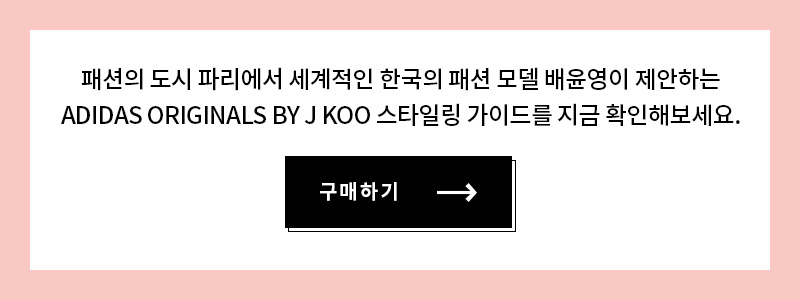 패션의 도시 파리에서 세계적인 한국의 패션 모델 배윤영이 제안하는
ADIDAS ORIGINALS BY J KOO 스타일링 가이드를 지금 확인해보세요.
구매하기